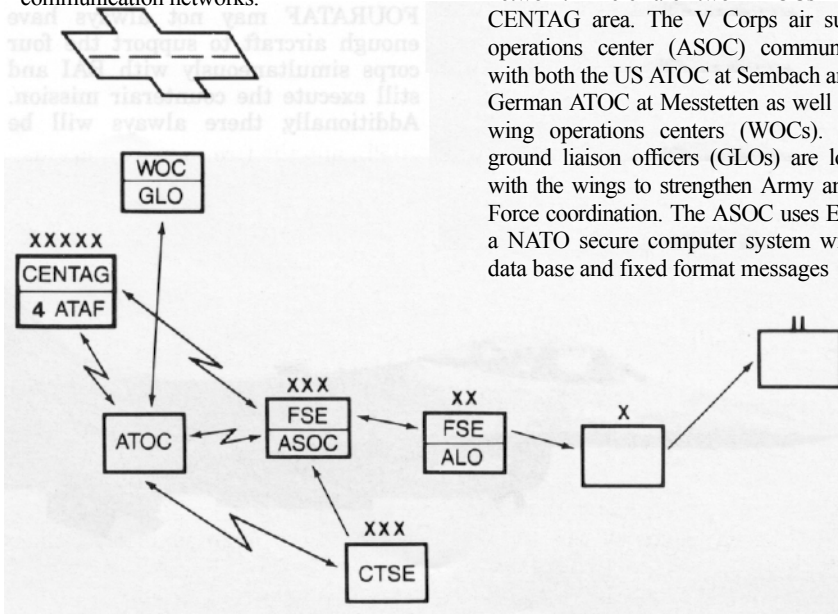 communication networks.
FOURATAF may not always have
enough aircraft to support the four
corps simultaneously with BAI and
still execute the counterair mission.
Additionally, there always will be
CENTAG area. The V Corps air su
operations center (ASOC) commun
with both the US ATOC at Sembach
German ATOC at Messtetten as well
wing operations centers (WOCs).
ground liaison officers (GLOs) are
with the wings to strengthen Army
Force coordination. The ASOC uses E
a NATO secure computer system
data base and fixed format messages
WOC
GLO
XXXXX
CENTAG
4 ATAF
ATOC
XXX
FSE
ASOC
XX
FSE
ALO
X
II
XXX
CTSE